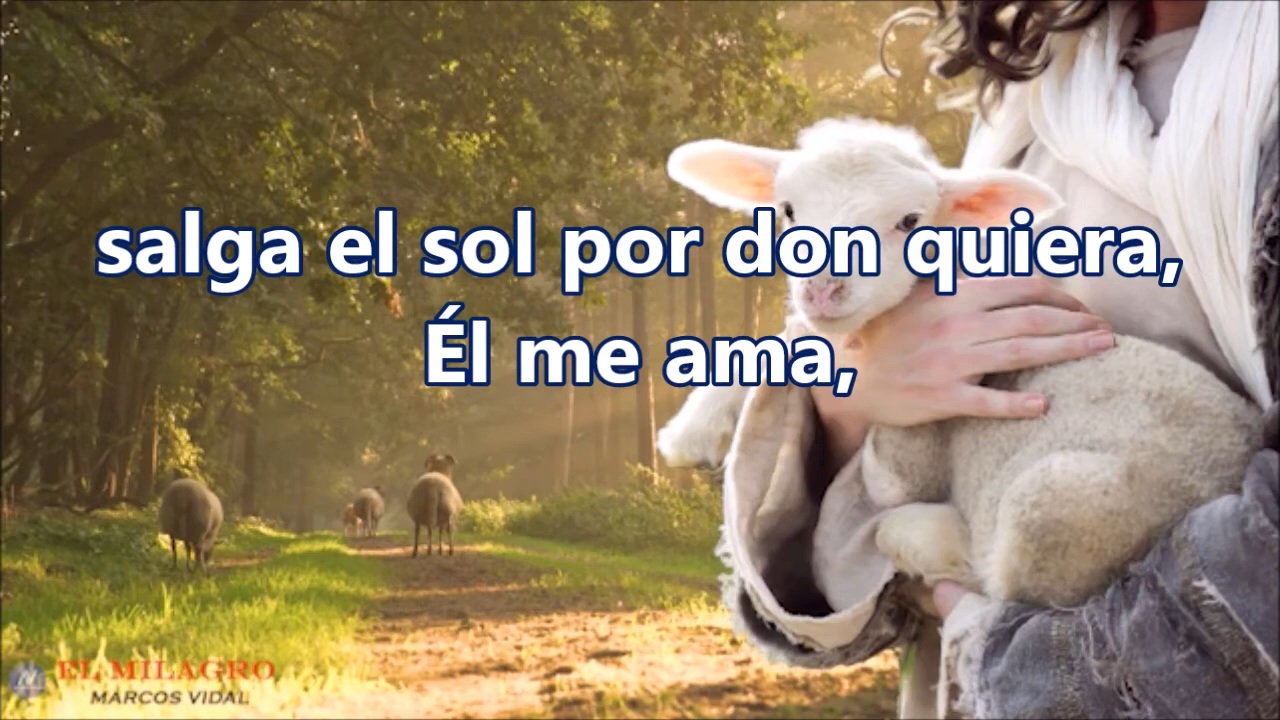 salga el sol por don quiera,
Él me ama,
EL MILAGRO
MARCOS VIDAL